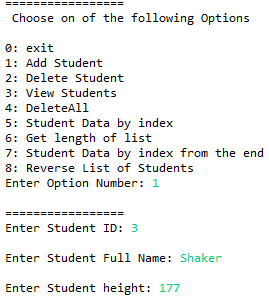 =================
Choose on of the following Options
0: exit
1: Add Student
2: Delete Student
3: View Students
4: DeleteAll
5: Student Data by index
6: Get length of list
7: Student Data by index from the end
8: Reverse List of Students
Enter Option Number: 1
=================
Enter Student ID: 3
Enter Student Full Name: Shaker
Enter Student height: 177